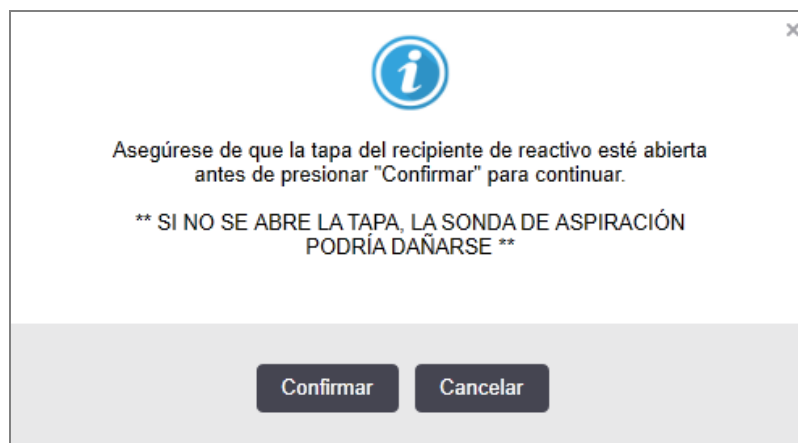 ×
Asegúrese de que la tapa del recipiente de reactivo esté abierta
antes de presionar "Confirmar" para continuar.
** SI NO SE ABRE LA TAPA, LA SONDA DE ASPIRACIÓN
PODRÍA DAÑARSE **
Confirmar Cancelar